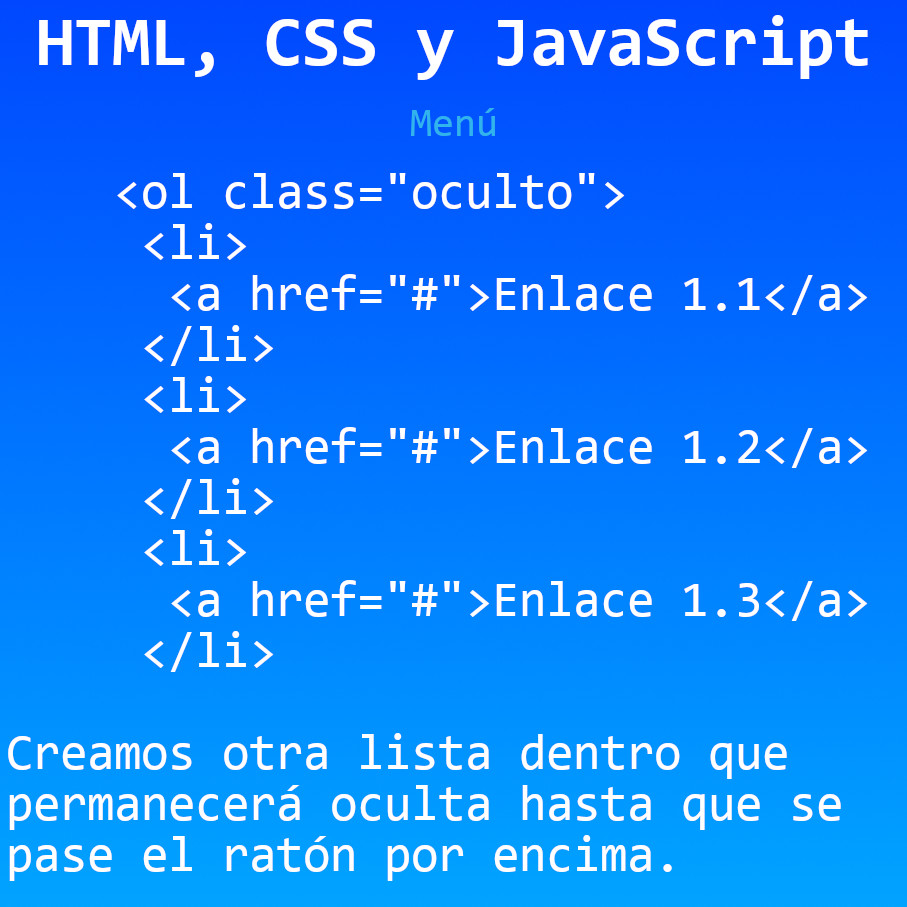 HTML, CSS y JavaScript
Menú
<ol class="oculto">
<li>
<a href="#">Enlace 1.1</a>
</li>
<li>
<a href="#">Enlace 1.2</a>
</li>
<li>
<a href="#">Enlace 1.3</a>
</li>
Creamos otra lista dentro que
permanecerá oculta hasta que se
pase el ratón por encima.